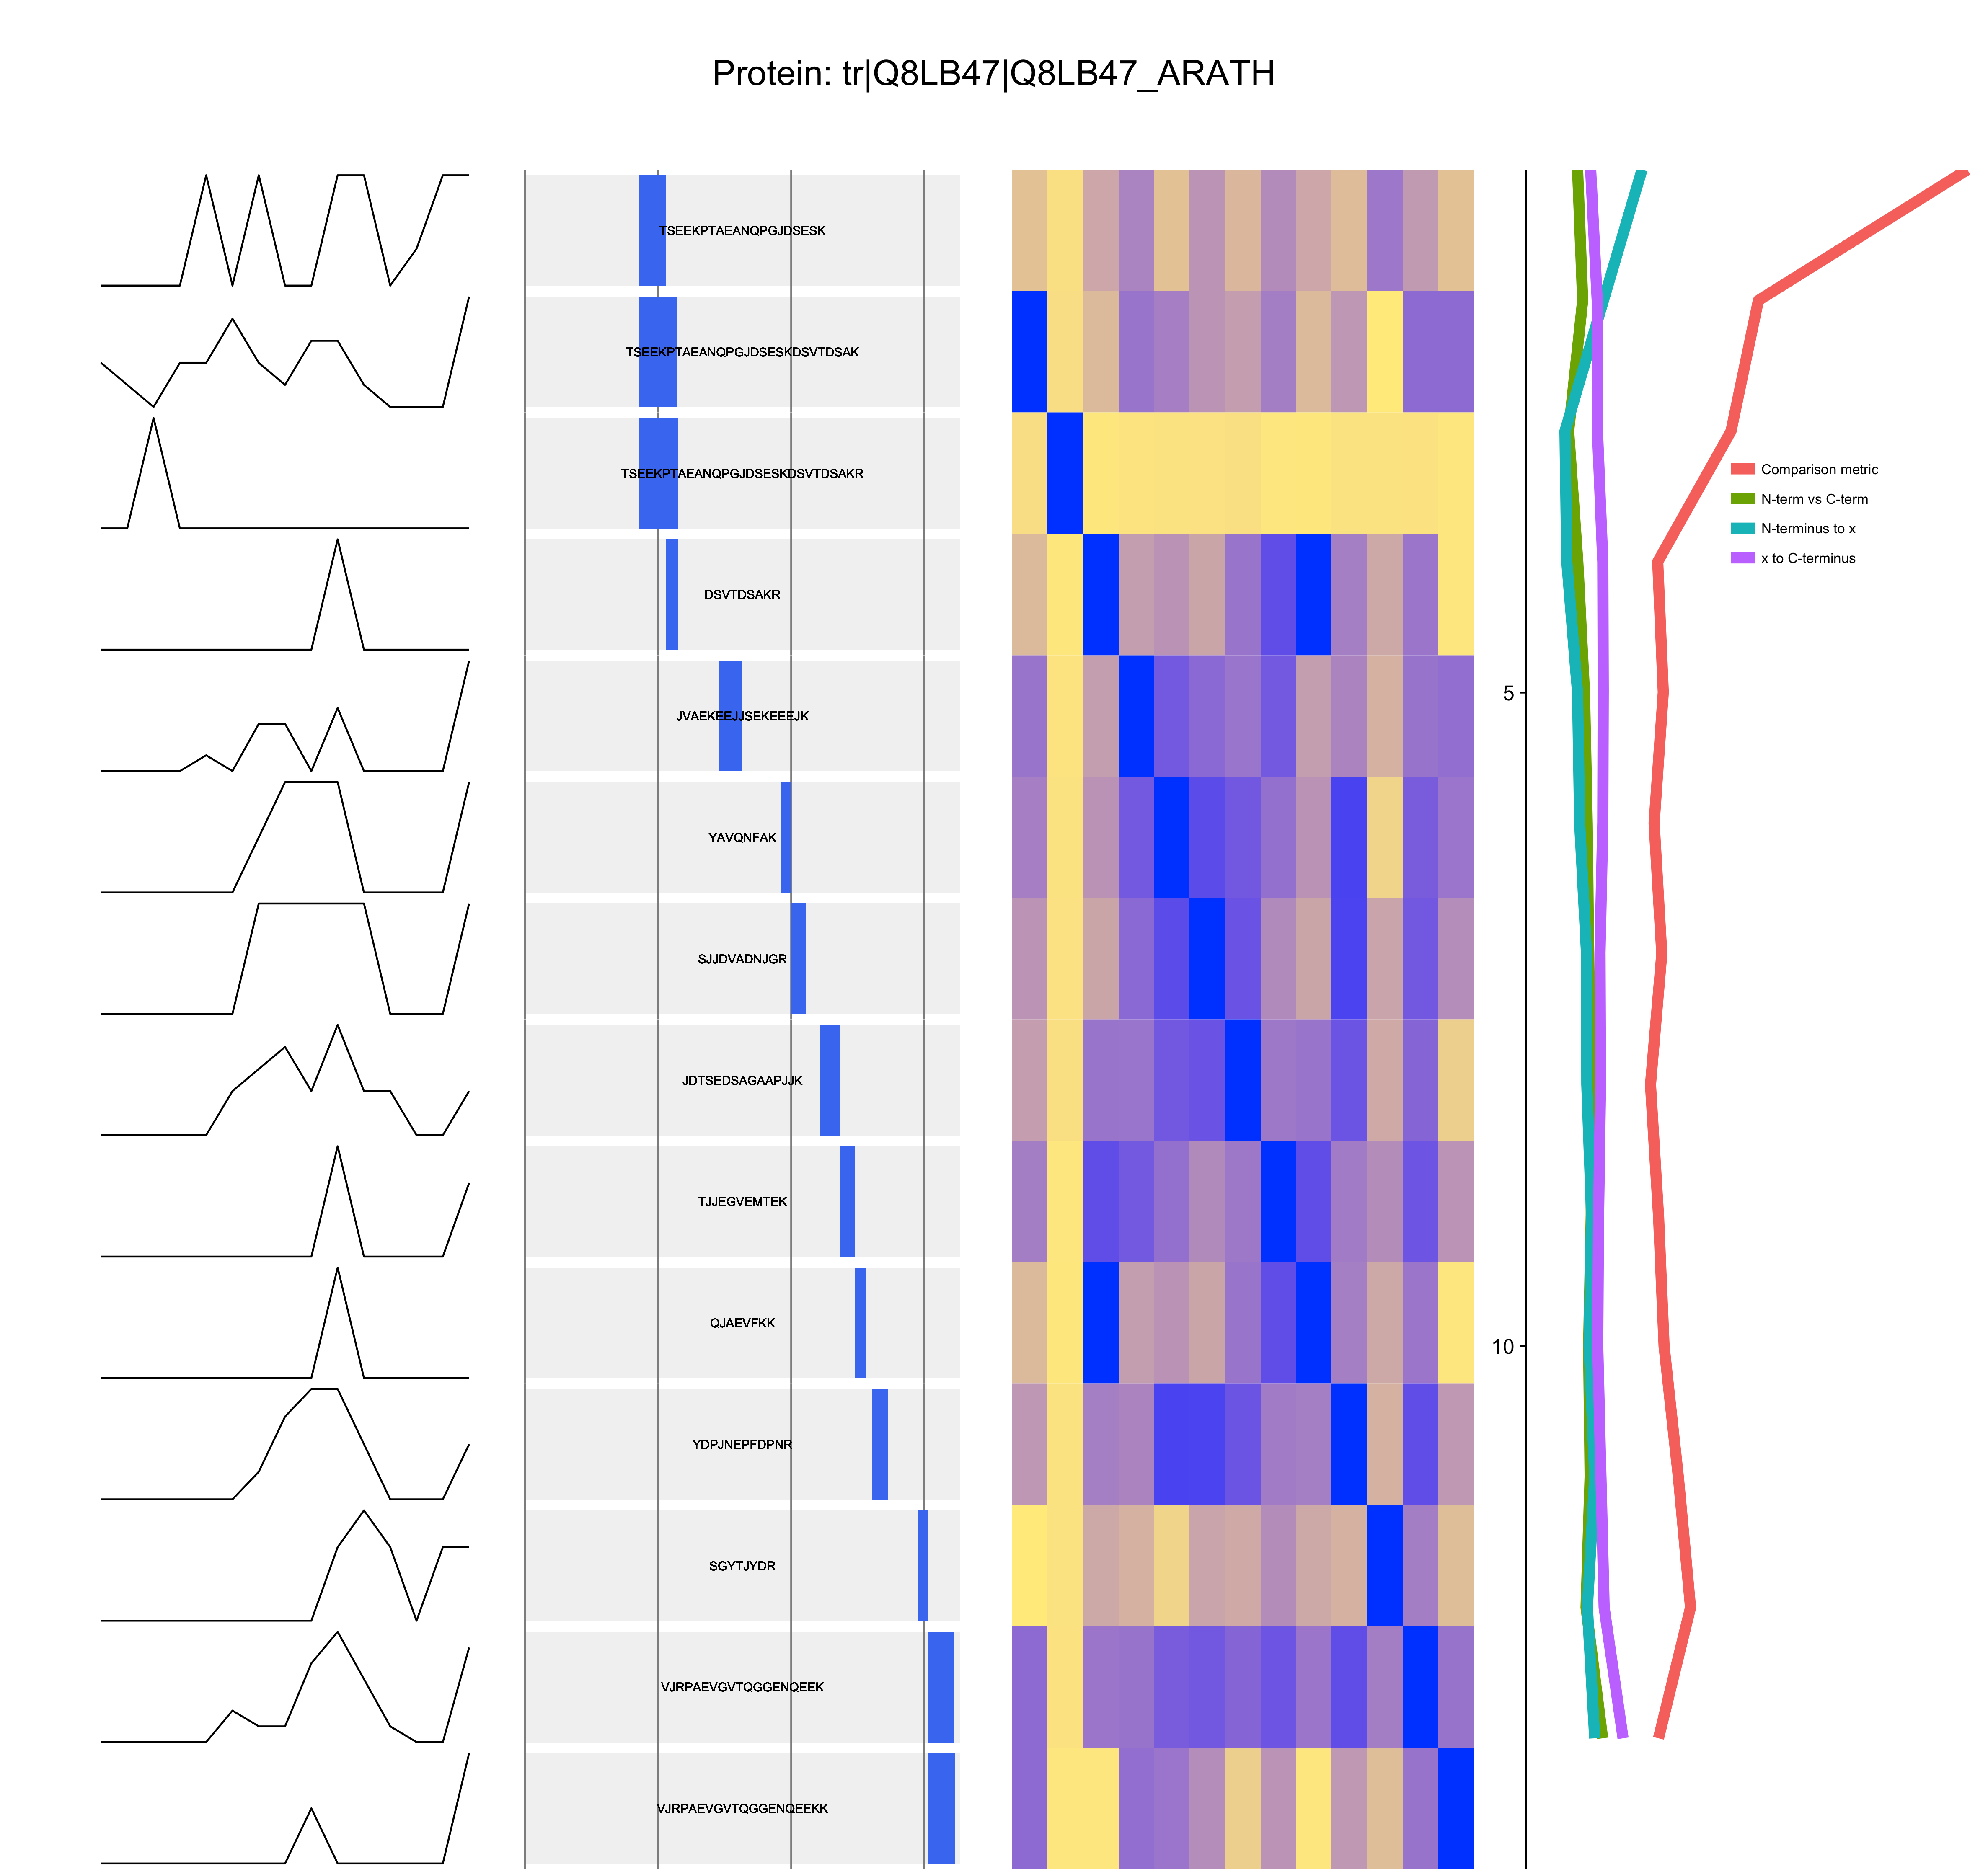 Protein: tr|Q8LB47|Q8LB47_ARATH
TSEEKPTAEANQPGJDSESK
TSEEKPTAEANQPGJDSESKDSVTDSAK
TSEEKPTAEANQPGJDSESKDSVTDSAKR
Comparison metric
N-term vs C-term
N-terminus to x
x to C-terminus
DSVTDSAKR
5
JVAEKEEJJSEKEEEJK
YAVQNFAK
SJJDVADNJGR
JDTSEDSAGAAPJJK
TJJEGVEMTEK
QJAEVFKK
10
YDPJNEPFDPNR
SGYTJYDR
VJRPAEVGVTQGGENQEEK
VJRPAEVGVTQGGENQEEKK